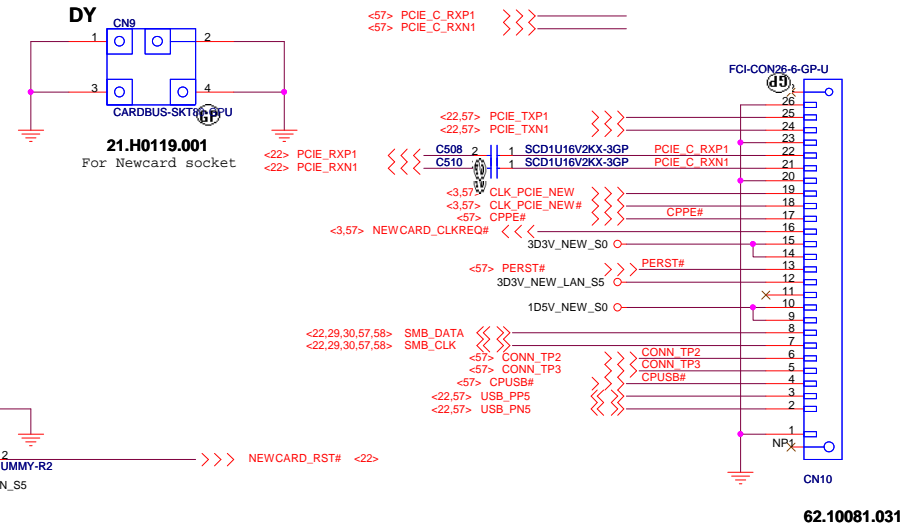 <57> PCIE_C_RXP1
<57> PCIE_C_RXN1
DY
CN9
1
2
3
4
GP
21.H0119.001
For Newcard socket
FCI-CON26-6-GP-U
GP
26
<22,57> PCIE_TXP1
25
<22,57> PCIE_TXN1
24
23
<22> PCIE_RXP1 C508 2 1 SCD1U16V2KX-3GP PCIE_C_RXP1
22
<22> PCIE_RXN1 C510 1 SCD1U16V2KX-3GP PCIE_C_RXN1
21
20
<3,57> CLK_PCIE_NEW
19
<3,57> CLK_PCIE_NEW#
18
<57> CPPE# CPPE#
17
<3,57> NEWCARD_CLKREQ#
16
3D3V_NEW_S0
15
14
<57> PERST# PERST#
13
3D3V_NEW_LAN_S5
12
11
1D5V_NEW_S0
10
9
<22,29,30,57,58> SMB_DATA
8
<22,29,30,57,58> SMB_CLK
7
<57> CONN_TP2 CONN_TP2
6
<57> CONN_TP3 CONN_TP3
5
<57> CPUSB# CPUSB#
4
<22,57> USB_PP5
3
<22,57> USB_PN5
2
1
NP1
CN10
62.10081.031
2
UMMY-R2
NEWCARD_RST# <22>
N_S5